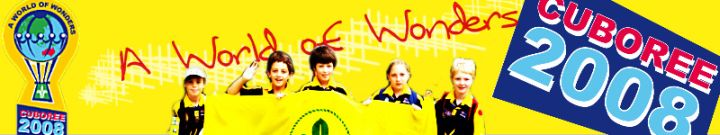 A WORLD OF WONDERS
CUBOREE
2008
A World of Wonders
CUBOREE
2008